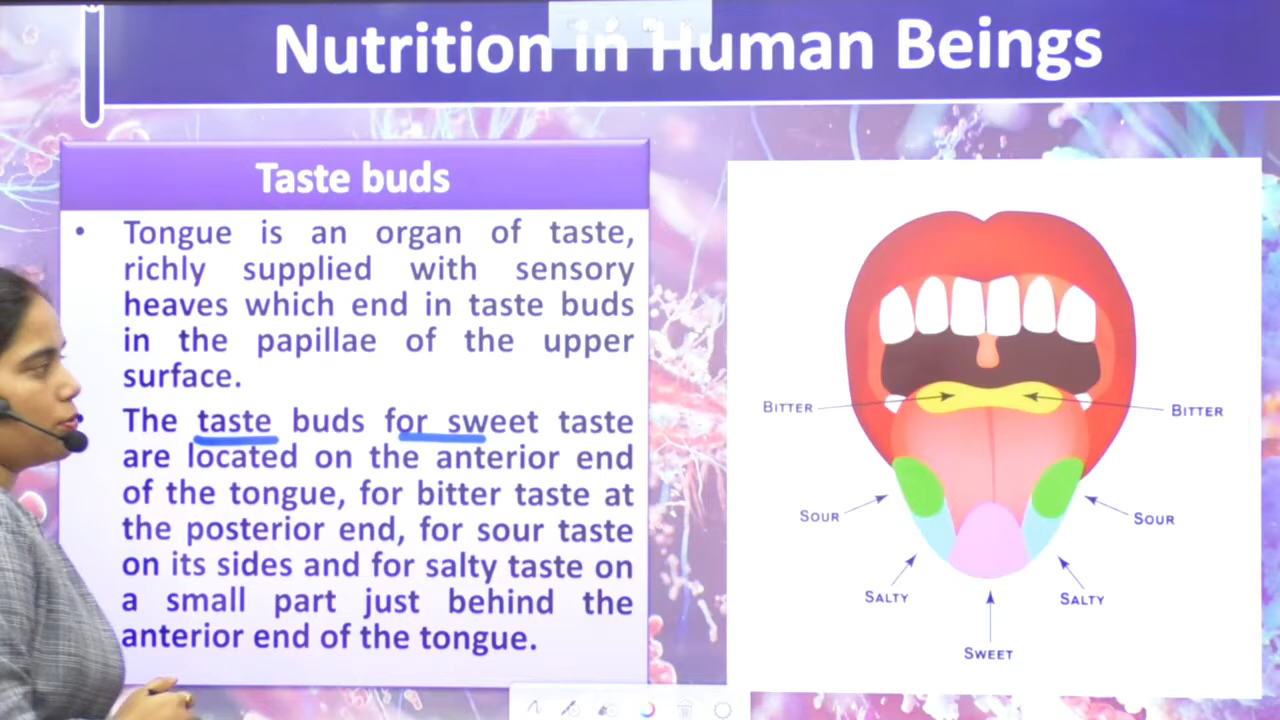 Nutrition in Human Beings
Taste buds
• Tongue is an organ of taste,
richly supplied with sensory
heaves which end in taste buds
in the papillae of the upper
surface.
The taste buds for sweet taste
are located on the anterior end
of the tongue, for bitter taste at
the posterior end, for sour taste
on its sides and for salty taste on
a small part just behind the
anterior end of the tongue.
BITTER
BITTER
SOUR
SOUR
SALTY
SALTY
SWEET